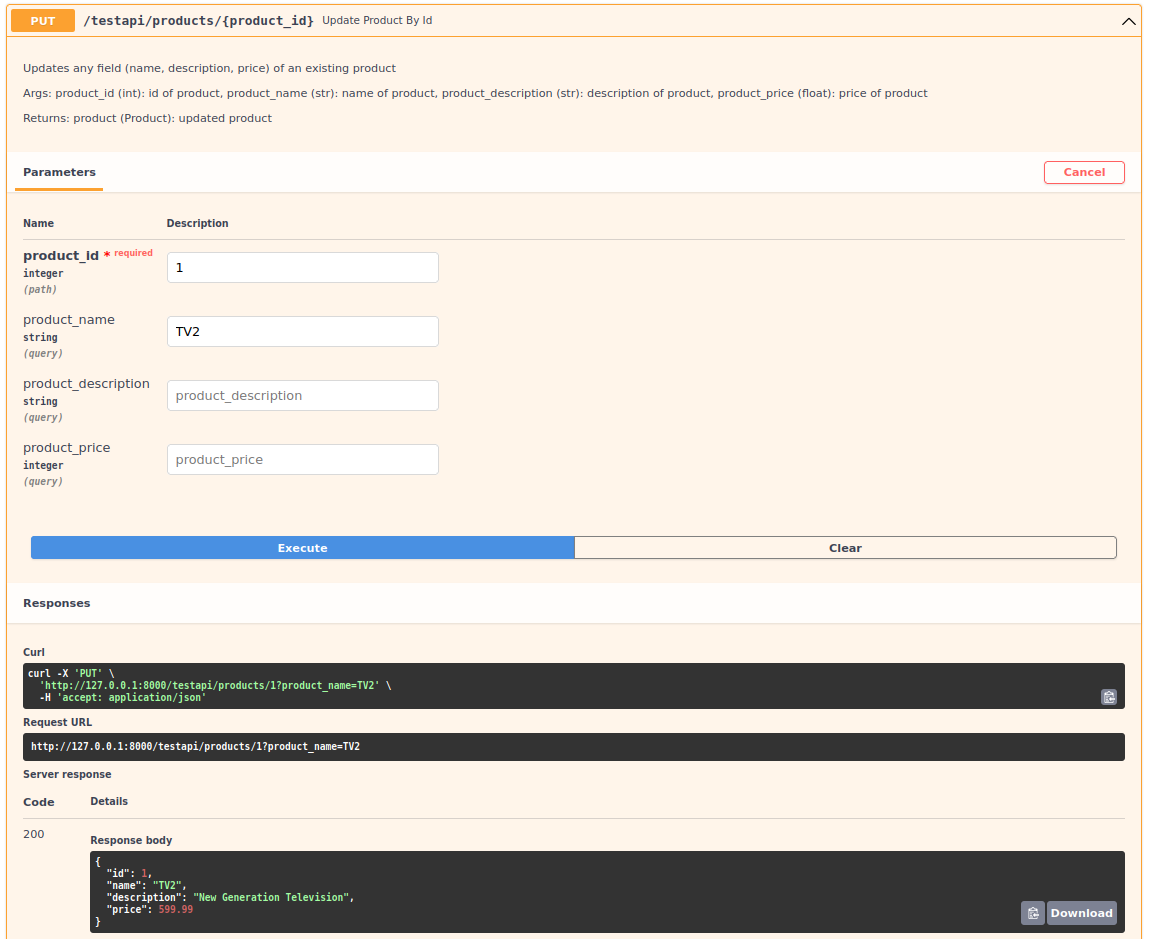 PUT /testapi/products/{product_id} Update Product By Id
Updates any field (name, description, price) of an existing product
Args: product_id (int): id of product, product_name (str): name of product, product_description (str): description of product, product_price (float): price of product
Returns: product (Product): updated product
Parameters Cancel
Name Description
product_id * required
integer
(path)
1
product_name
string
(query)
TV2
product_description
string
(query)
product_description
product_price
integer
(query)
product_price
Execute Clear
Responses
Curl
curl -X 'PUT' \
  'http://127.0.0.1:8000/testapi/products/1?product_name=TV2' \
  -H 'accept: application/json'
Request URL
http://127.0.0.1:8000/testapi/products/1?product_name=TV2
Server response
Code Details
200
Response body
{
  "id": 1,
  "name": "TV2",
  "description": "New Generation Television",
  "price": 599.99
}
Download